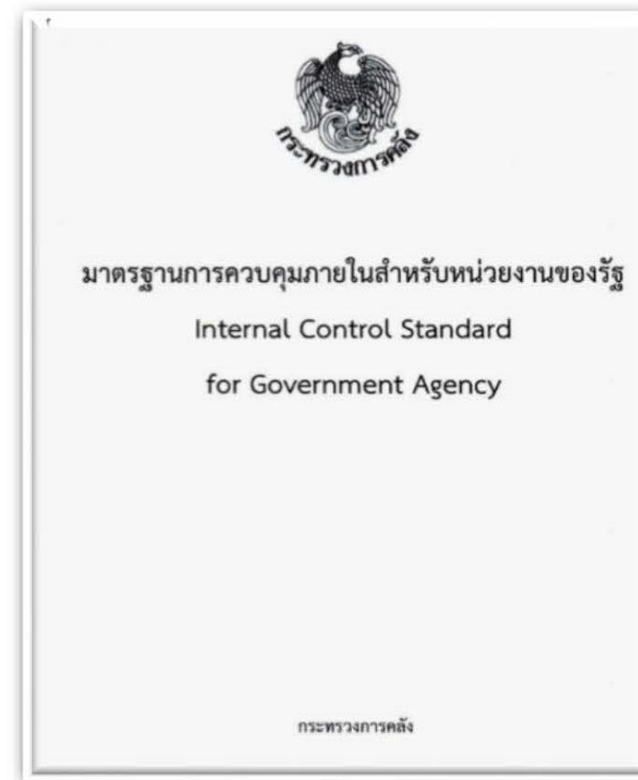 กระทรวงการคลัง
มาตรฐานการควบคุมภายในสำหรับหน่วยงานของรัฐ
Internal Control Standard
for Government Agency
กระทรวงการคลัง